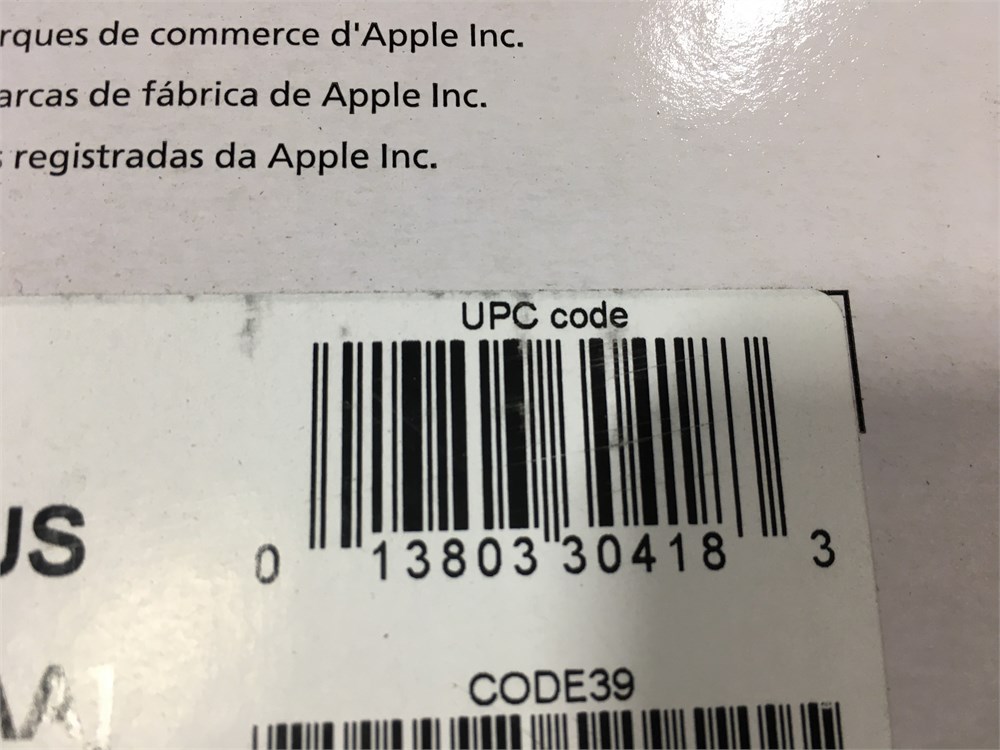 rques de commerce d'Apple Inc.
arcas de fábrica de Apple Inc.
s registradas da Apple Inc.
UPC code
US
0 13803 30418 3
CODE39